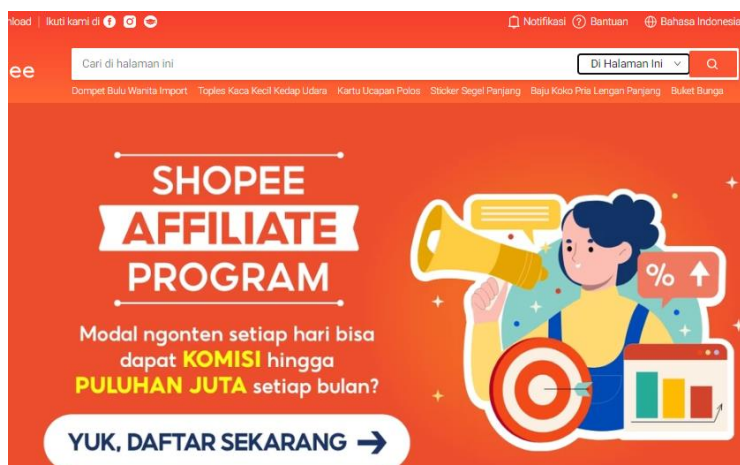 Ikuti kami di
Notifikasi
Bantuan
Bahasa Indonesia
Cari di halaman ini
Di Halaman Ini
Dompet Bulu Wanita Import Toples Kaca Kecil Kedap Udara Kartu Ucapan Polos Sticker Segel Panjang Baju Koko Pria Lengan Panjang Buket Bunga
SHOPEE
AFFILIATE
PROGRAM
%
Modal ngonten setiap hari bisa
dapat KOMISI hingga
PULUHAN JUTA setiap bulan?
YUK, DAFTAR SEKARANG